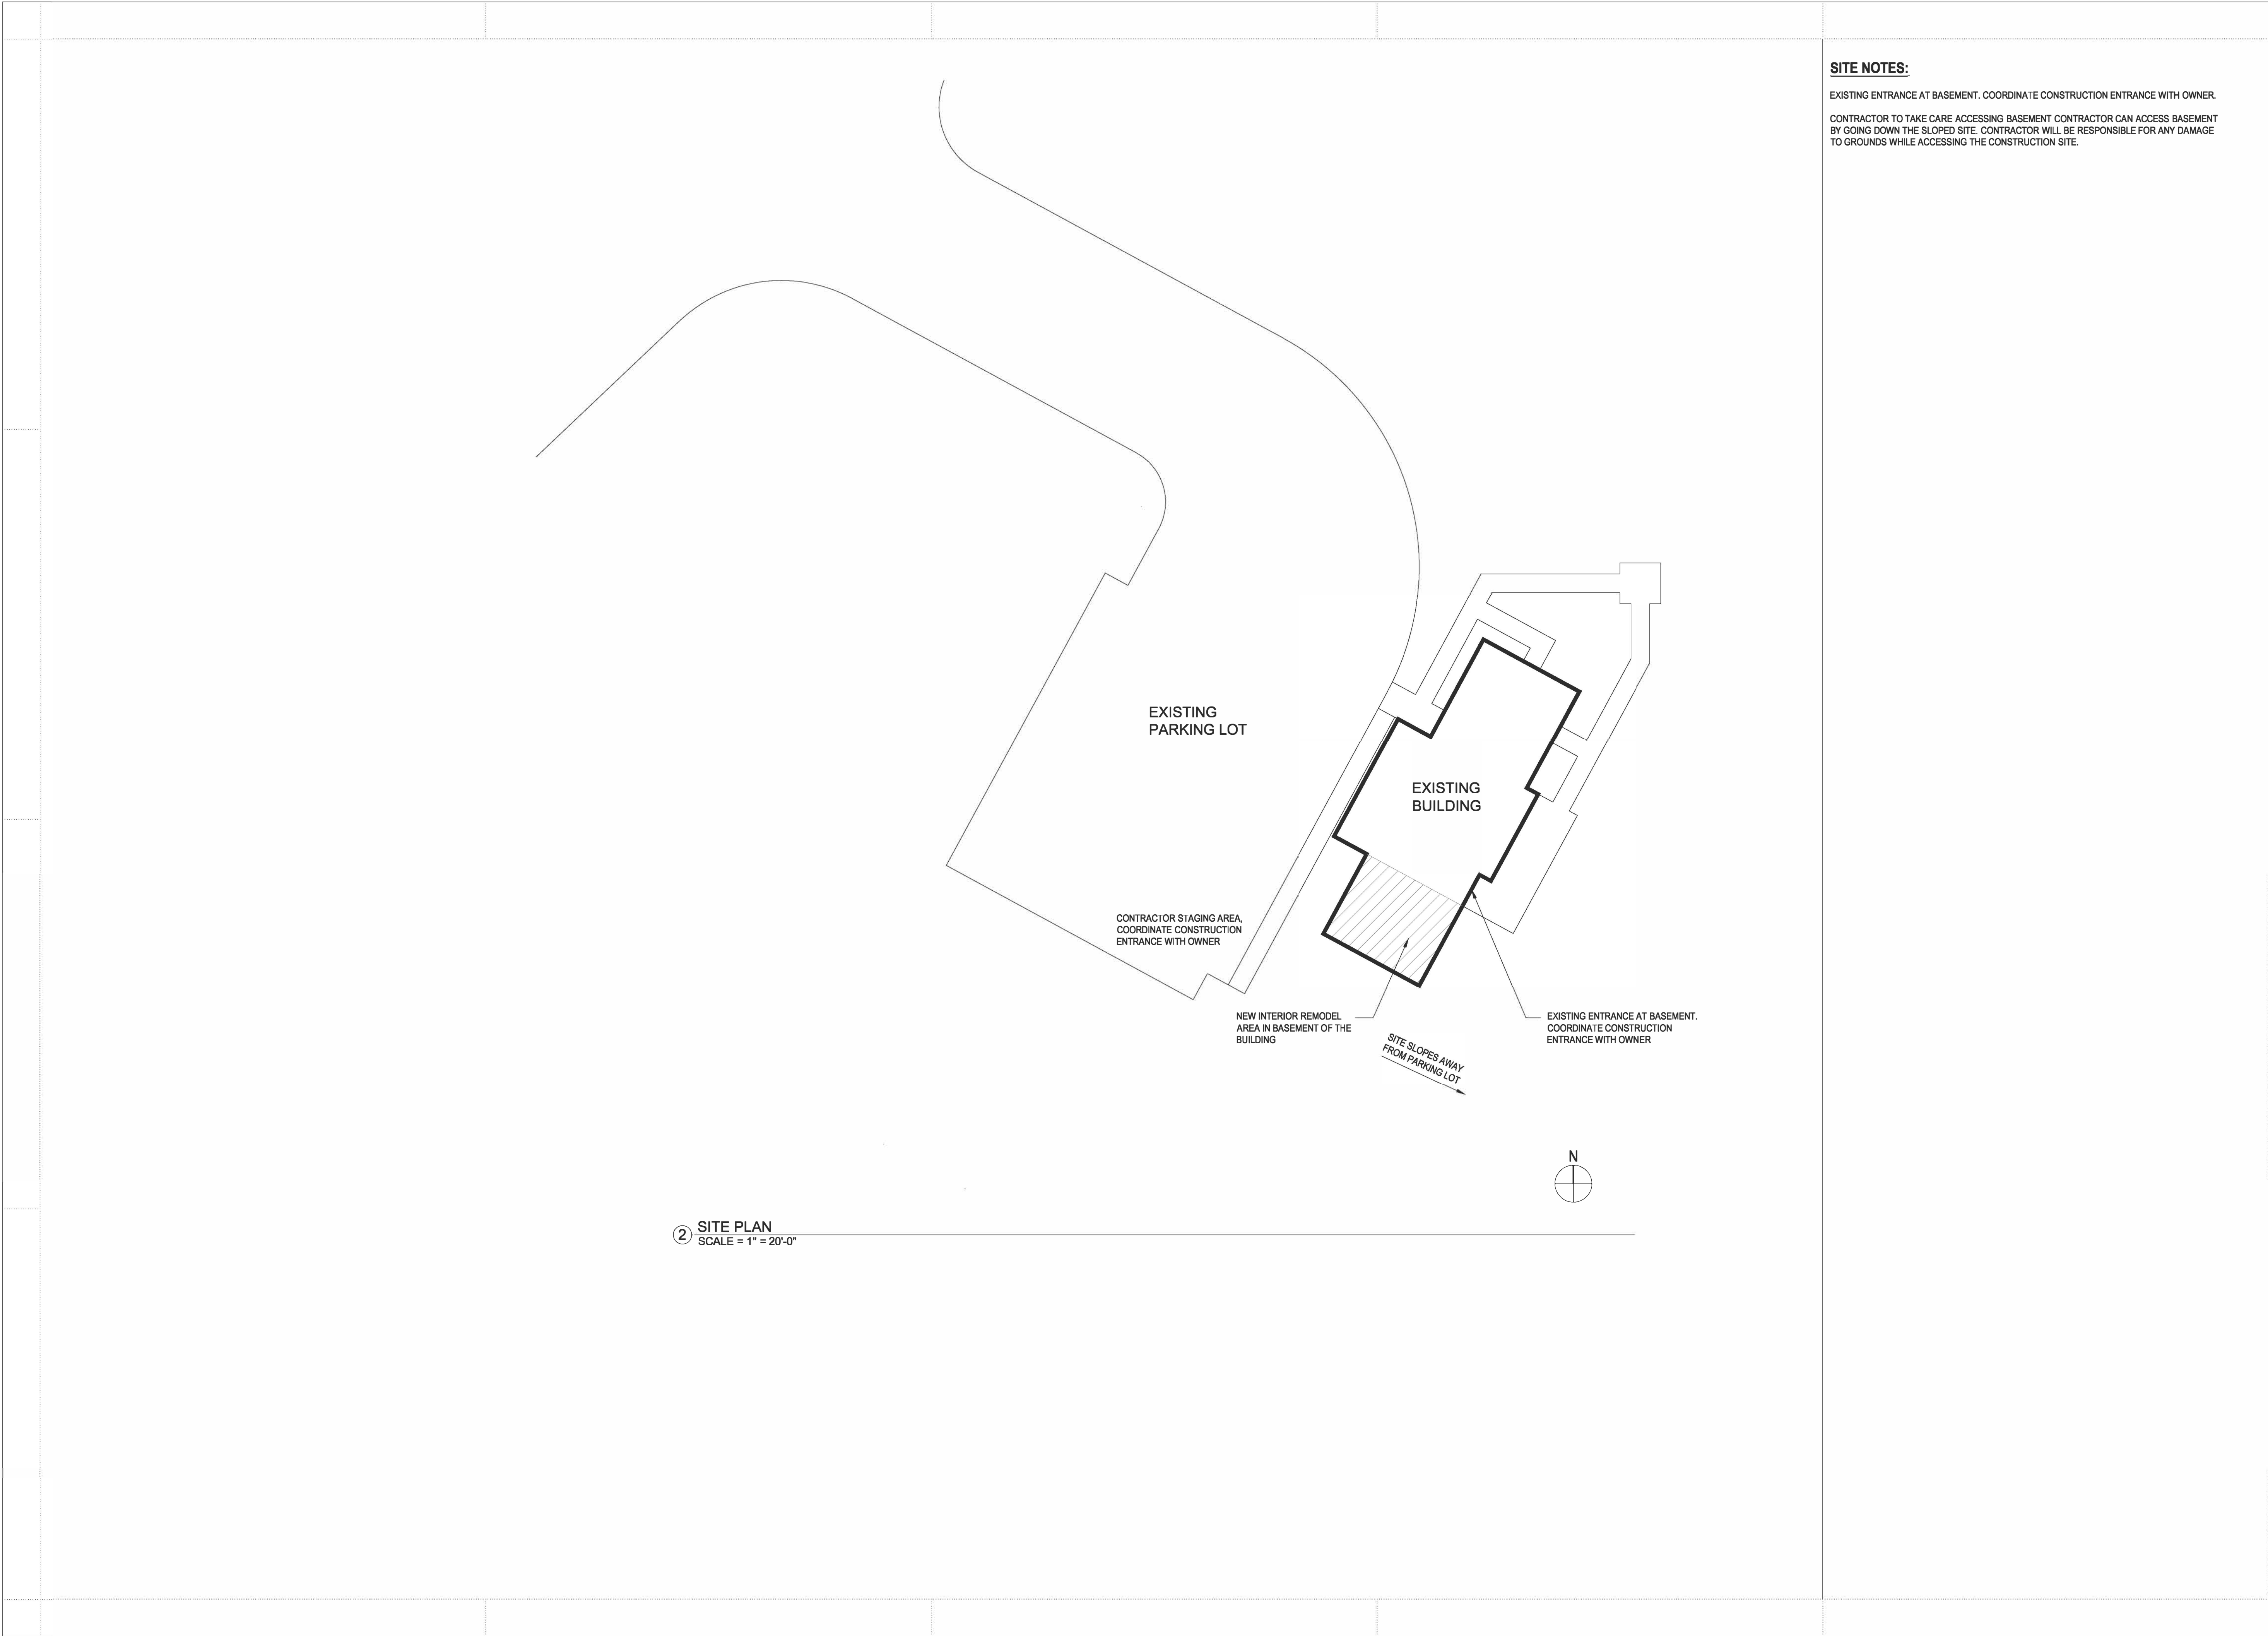 SITE NOTES:
EXISTING ENTRANCE AT BASEMENT. COORDINATE CONSTRUCTION ENTRANCE WITH OWNER.
CONTRACTOR TO TAKE CARE ACCESSING BASEMENT CONTRACTOR CAN ACCESS BASEMENT
BY GOING DOWN THE SLOPED SITE. CONTRACTOR WILL BE RESPONSIBLE FOR ANY DAMAGE
TO GROUNDS WHILE ACCESSING THE CONSTRUCTION SITE.
EXISTING
PARKING LOT
EXISTING
BUILDING
CONTRACTOR STAGING AREA,
COORDINATE CONSTRUCTION
ENTRANCE WITH OWNER
NEW INTERIOR REMODEL
AREA IN BASEMENT OF THE
BUILDING
EXISTING ENTRANCE AT BASEMENT.
COORDINATE CONSTRUCTION
ENTRANCE WITH OWNER
SITE SLOPES AWAY
FROM PARKING LOT
N
2
SITE PLAN
SCALE = 1" = 20'-0"